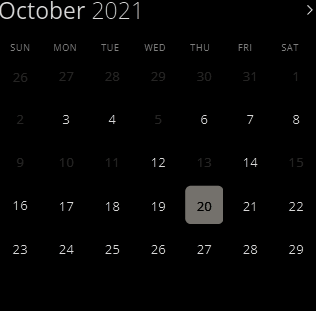 October 2021
SUN MON TUE WED THU FRI SAT
26 27 28 29 30 31 1
2 3 4 5 6 7 8
9 10 11 12 13 14 15
16 17 18 19 20 21 22
23 24 25 26 27 28 29